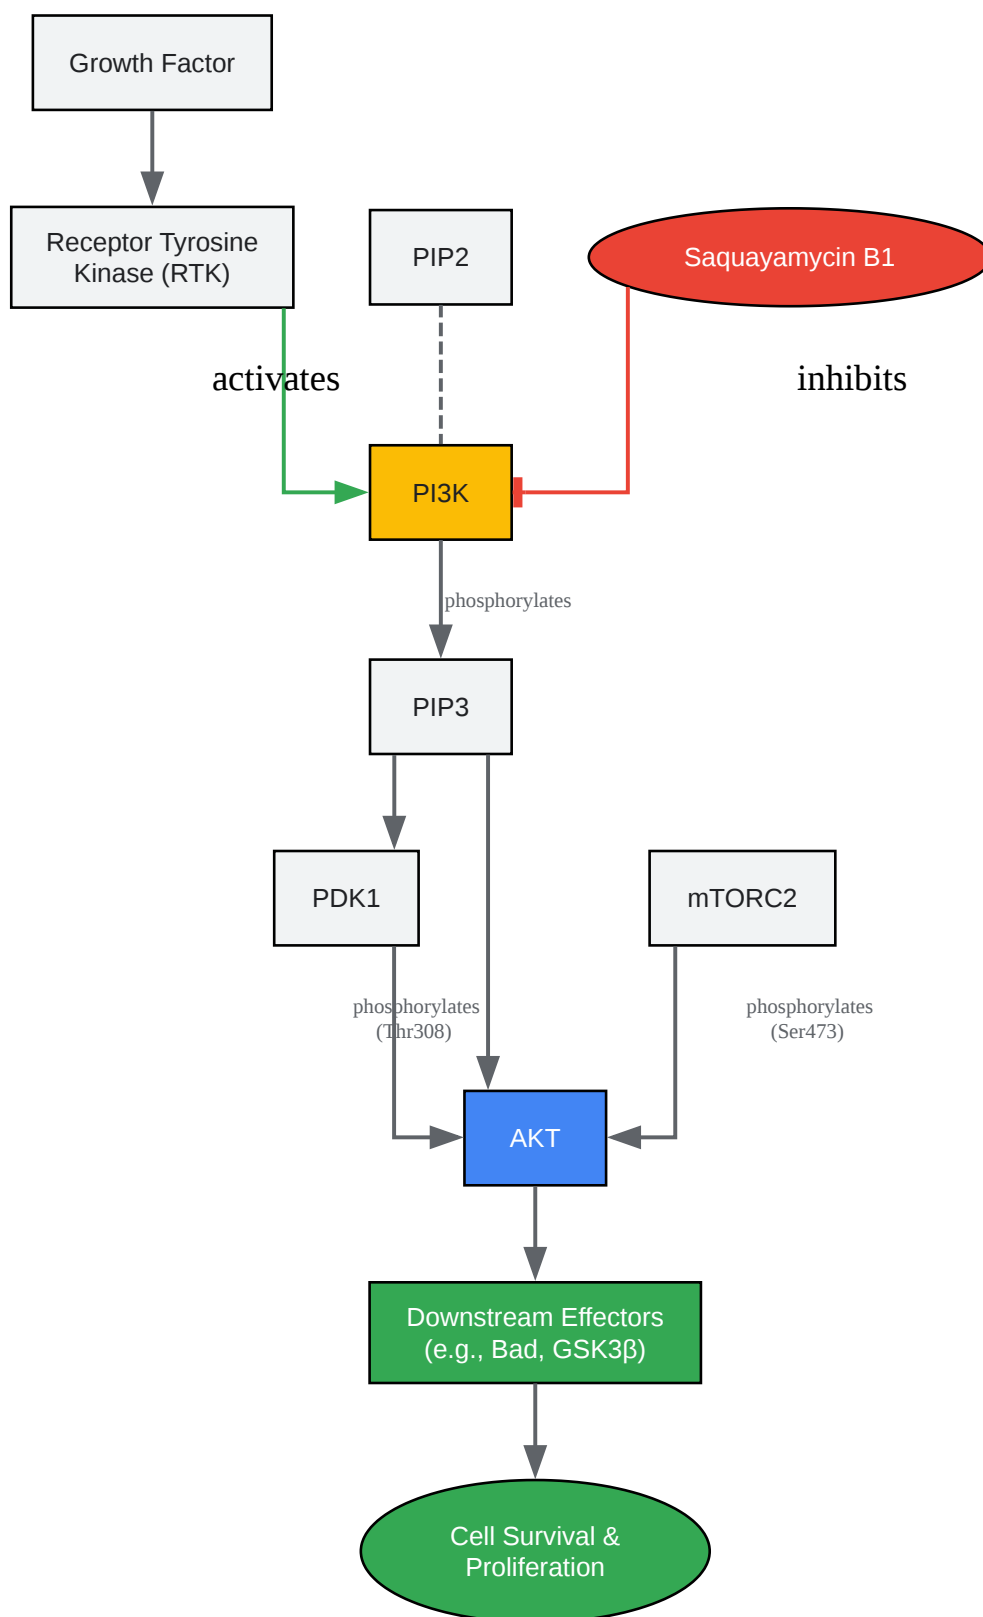 Growth Factor
Receptor Tyrosine
Kinase (RTK)
PIP2
Saquayamycin B1
activates
inhibits
PI3K
phosphorylates
PIP3
PDK1
mTORC2
phosphorylates
(Thr308)
phosphorylates
(Ser473)
AKT
Downstream Effectors
(e.g., Bad, GSK3β)
Cell Survival &
Proliferation